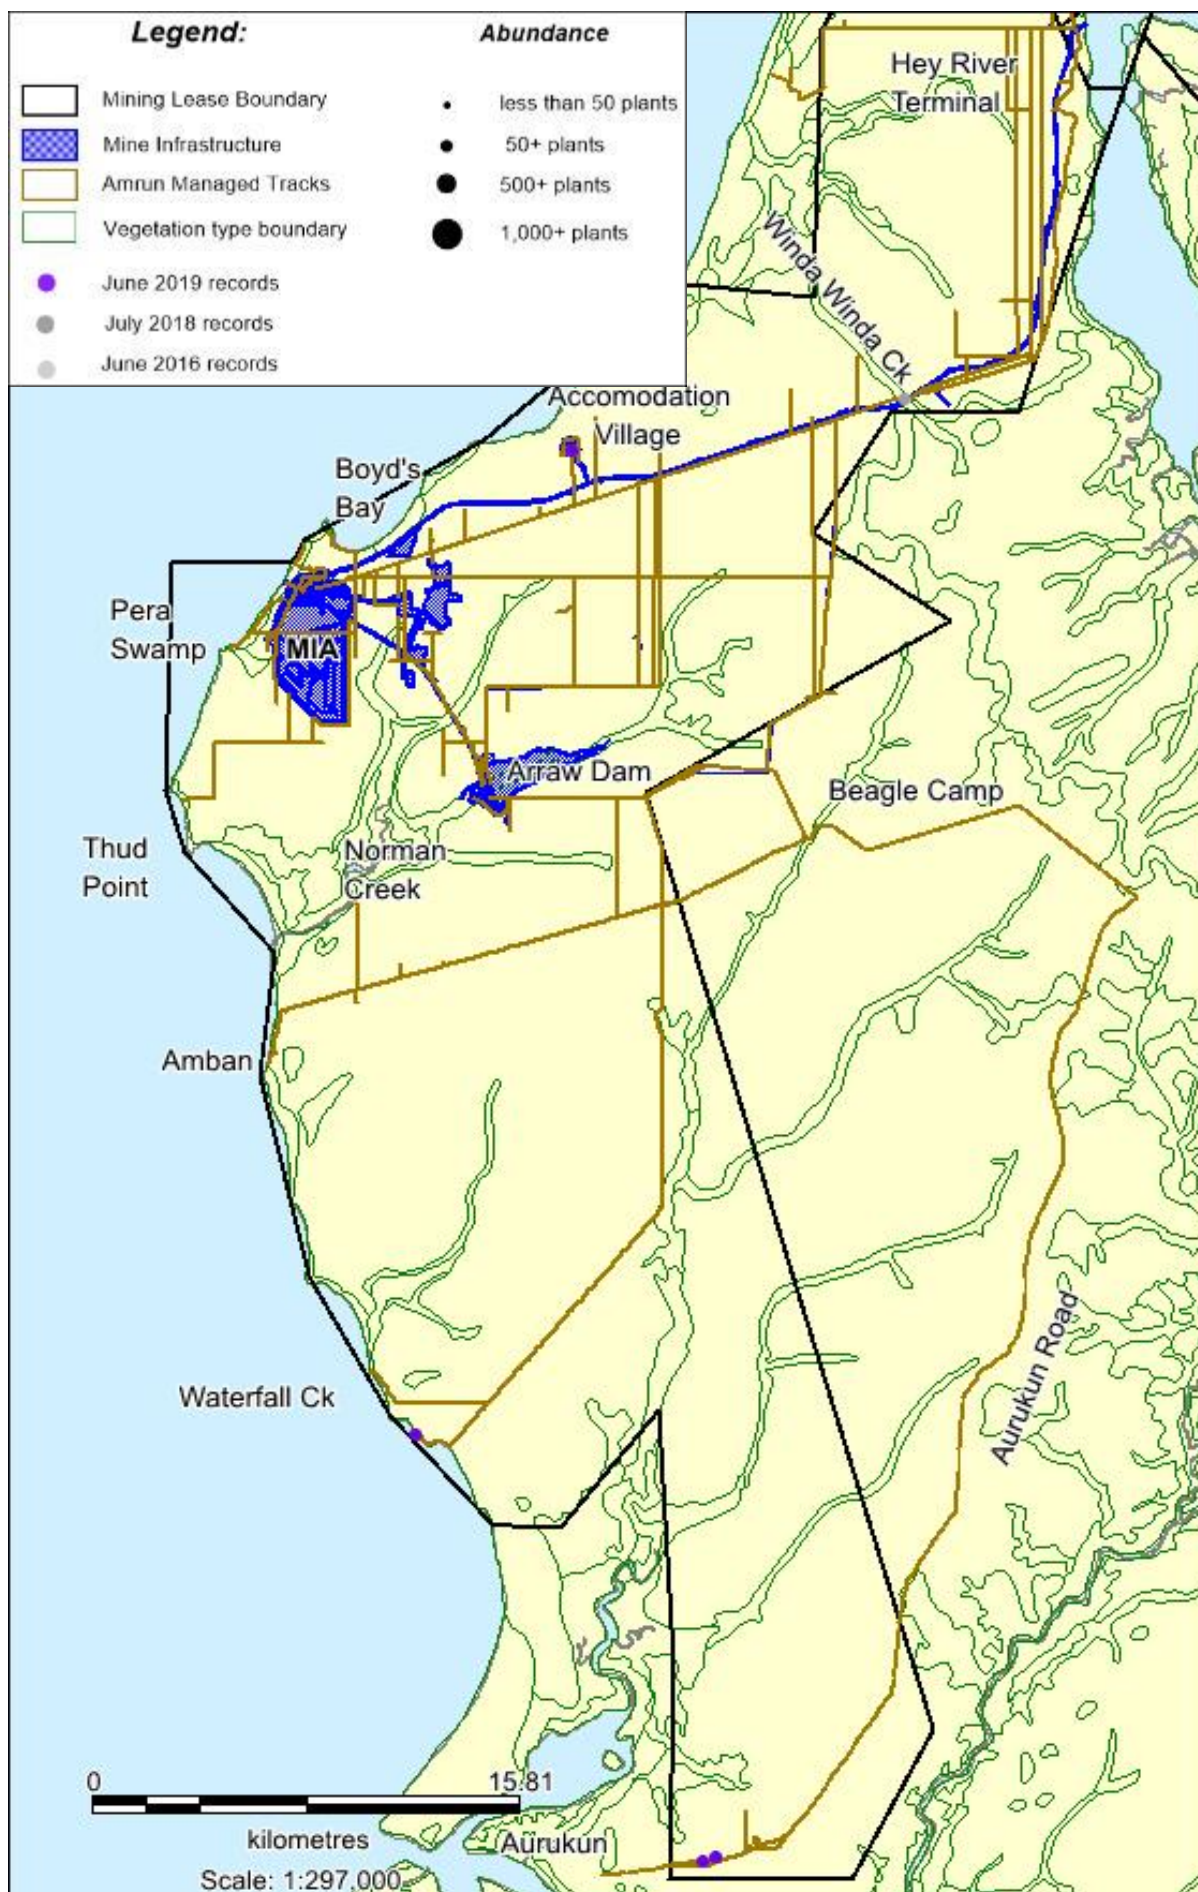 Legend:
Abundance
Mining Lease Boundary
less than 50 plants
Mine Infrastructure
50+ plants
Amrun Managed Tracks
500+ plants
Vegetation type boundary
1,000+ plants
June 2019 records
July 2018 records
June 2016 records
Hey River
Terminal
Winda Winda Ck
Accomodation
Village
Boyd's
Bay
Pera
Swamp
MIA
Arraw Dam
Beagle Camp
Thud
Point
Norman
Creek
Amban
Aurukun Road
Waterfall Ck
0
15.81
kilometres
Scale: 1:297,000
Aurukun